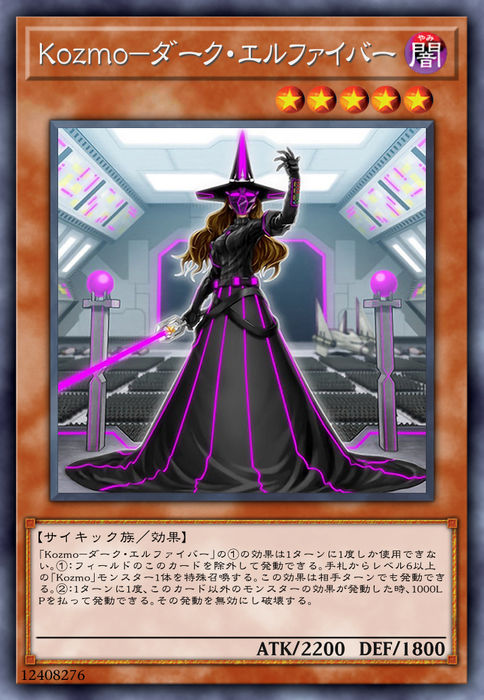 Kozmo－ダーク・エルファイバー
やみ
闇
【サイキック族／効果】
「Kozmo－ダーク・エルファイバー」の①の効果は1ターンに1度しか使用できな
い。①：フィールドのこのカードを除外して発動できる。手札からレベル6以上
の「Kozmo」モンスター1体を特殊召喚する。この効果は相手ターンでも発動でき
る。②：1ターンに1度、このカード以外のモンスターの効果が発動した時、1000L
Pを払って発動できる。その発動を無効にし破壊する。
ATK/2200 DEF/1800
12408276